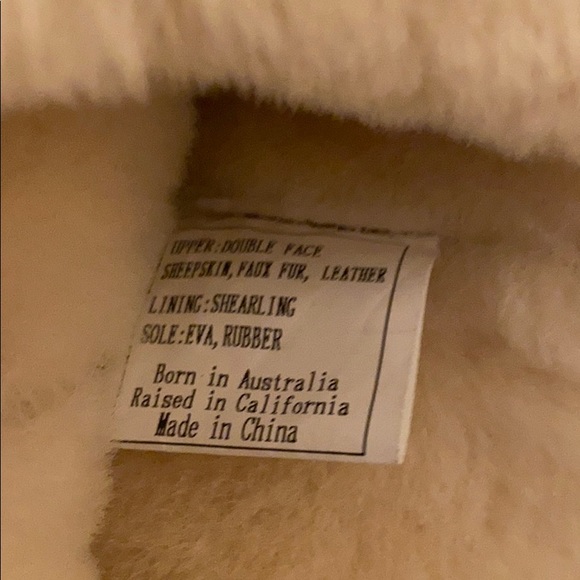 UPPER:DOUBLE FACE
SHEEPSKIN,FAUX FUR, LEATHER
LINING:SHEARLING
SOLE:EVA,RUBBER
Born in Australia
Raised in California
Made in China